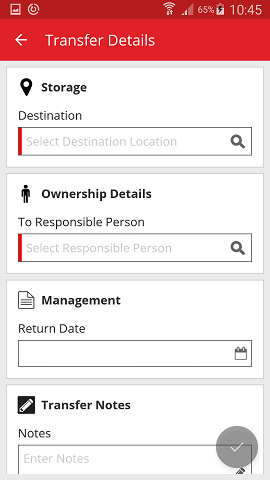 65% 10:45
Transfer Details
Storage
Destination
Select Destination Location
Ownership Details
To Responsible Person
Select Responsible Person
Management
Return Date
Transfer Notes
Notes
Enter Notes